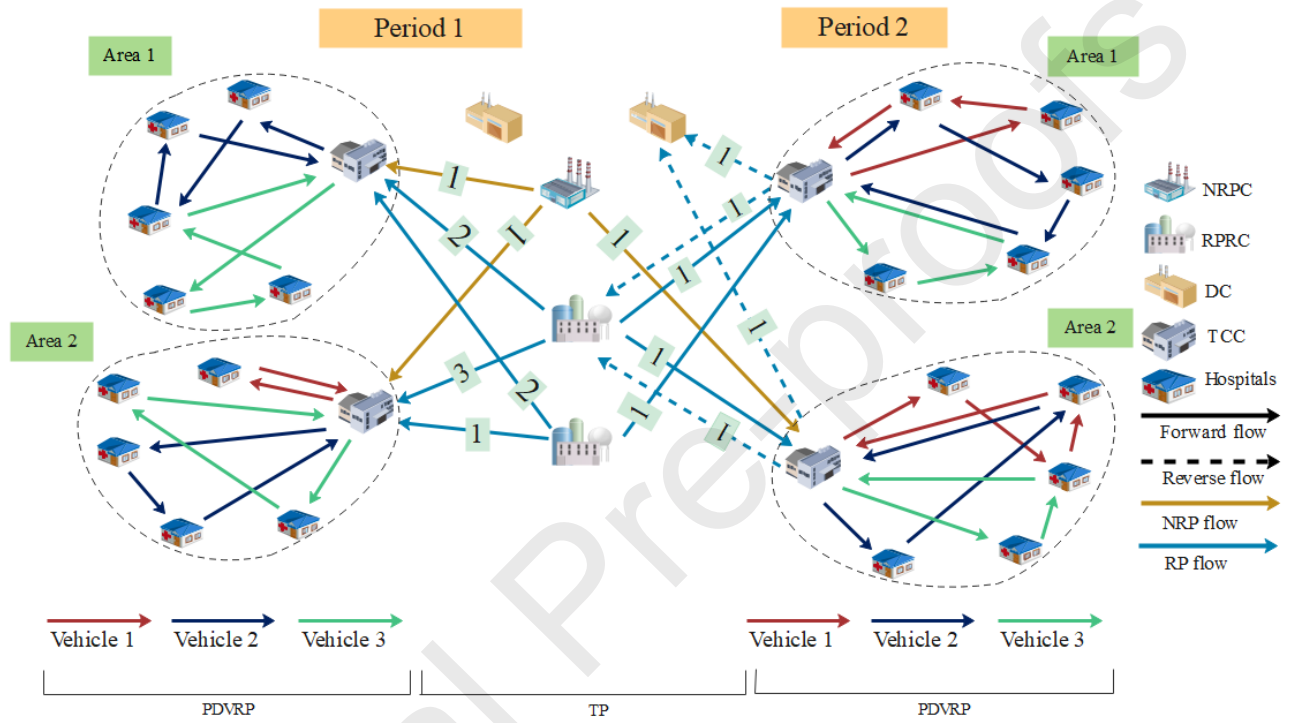 Period 1
Period 2
Area 1
Area 1
1
1
1
2
1
1
1
1
3
2
1
1
1
1
Area 2
Area 2
NRPC
RPRC
DC
TCC
Hospitals
Forward flow
Reverse flow
NRP flow
RP flow
Vehicle 1
Vehicle 2
Vehicle 3
Vehicle 1
Vehicle 2
Vehicle 3
PDVRP
TP
PDVRP